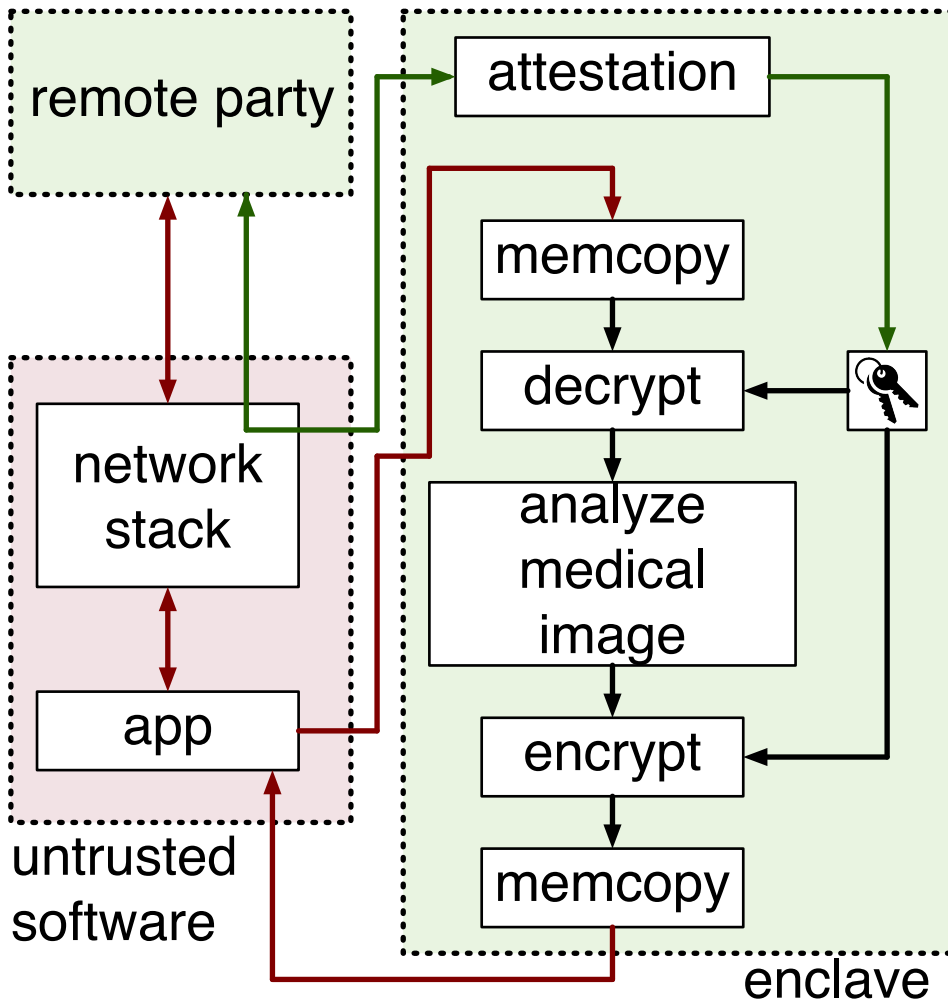 remote party
attestation
memcopy
decrypt
network
stack
analyze
medical
image
app
encrypt
memcopy
untrusted
software
enclave